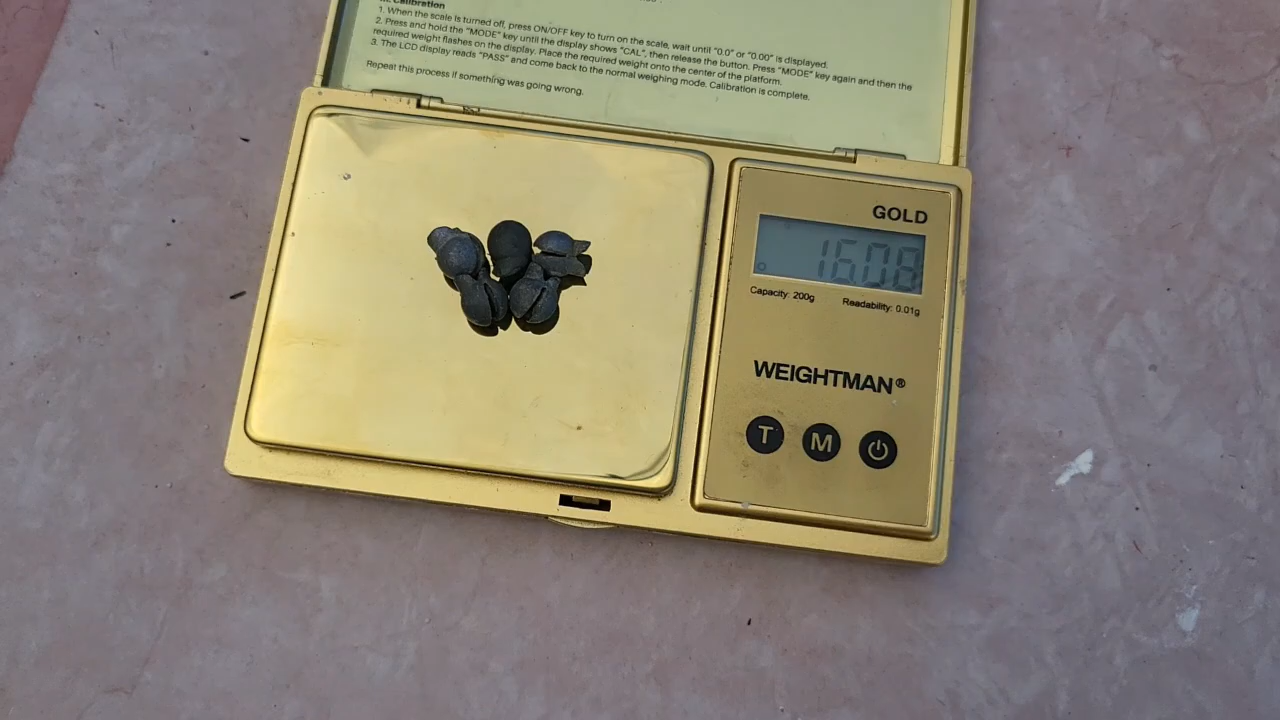 III. Calibration
1. When the scale is turned off, press ON/OFF key to turn on the scale, wait until "0.0" or "0.00" is displayed.
2. Press and hold the "MODE" key until the display shows "CAL", then release the button. Press "MODE" key again and then the
required weight flashes on the display. Place the required weight onto the center of the platform.
3. The LCD display reads "PASS" and come back to the normal weighing mode. Calibration is complete.
Repeat this process if something was going wrong.
GOLD
1608
Capacity: 200g Readability: 0.01g
WEIGHTMAN®
T M